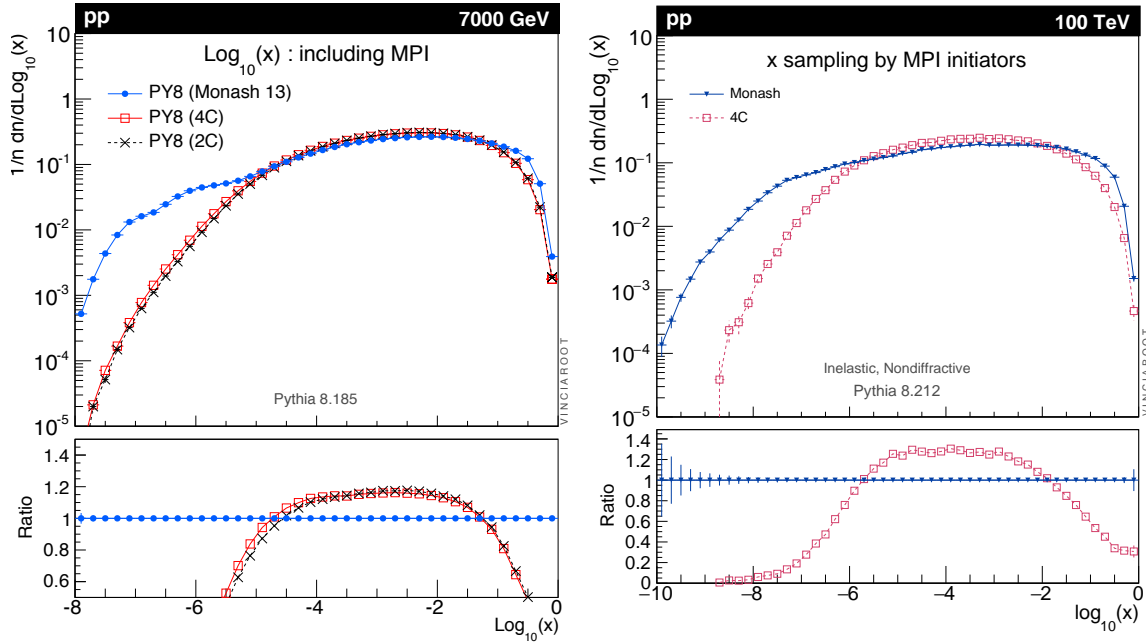 pp 7000 GeV
Log10(x) : including MPI
PY8 (Monash 13)
PY8 (4C)
PY8 (2C)
1/n dn/dLog10(x)
10
1
10−1
10−2
10−3
10−4
10−5
Pythia 8.185
VINCIAROOT
Ratio
1.4
1.2
1
0.8
0.6
-8 -6 -4 -2 0
Log10(x)
pp 100 TeV
x sampling by MPI initiators
Monash
4C
1/n dn/dLog10(x)
10
1
10−1
10−2
10−3
10−4
10−5
Inelastic, Nondiffractive
Pythia 8.212
VINCIAROOT
Ratio
1.4
1.2
1
0.8
0.6
0.4
0.2
0
−10 −8 −6 −4 −2 0
log10(x)